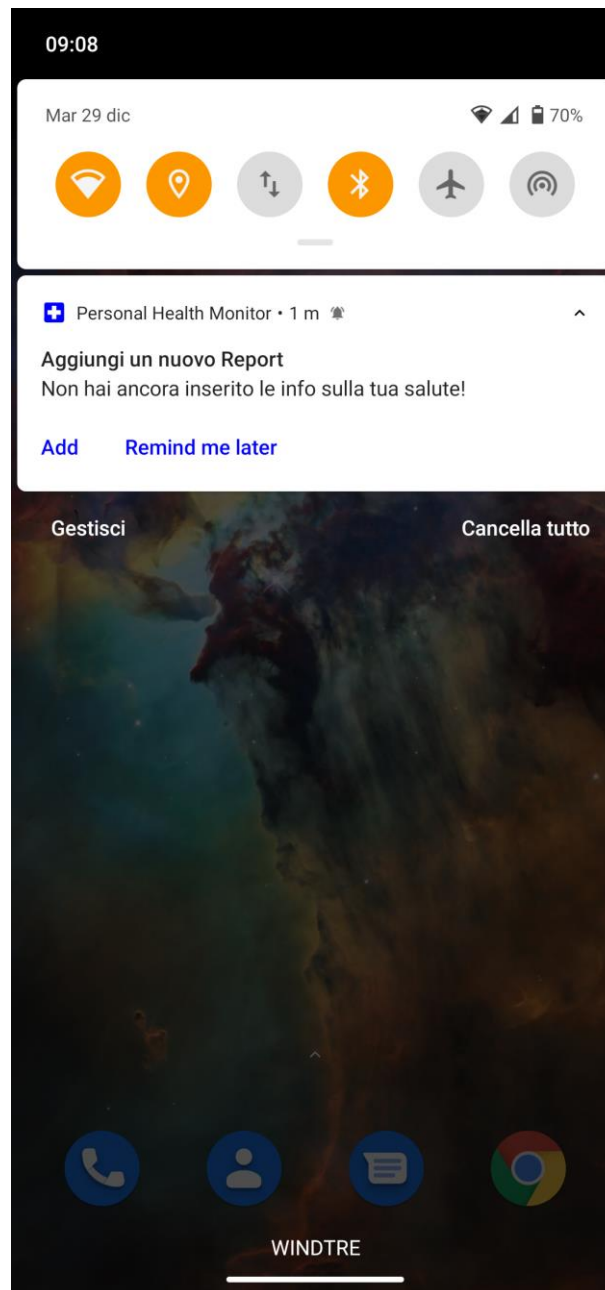 09:08
Mar 29 dic
70%
Personal Health Monitor • 1 m
Aggiungi un nuovo Report
Non hai ancora inserito le info sulla tua salute!
Add Remind me later
Gestisci Cancella tutto
WINDTRE